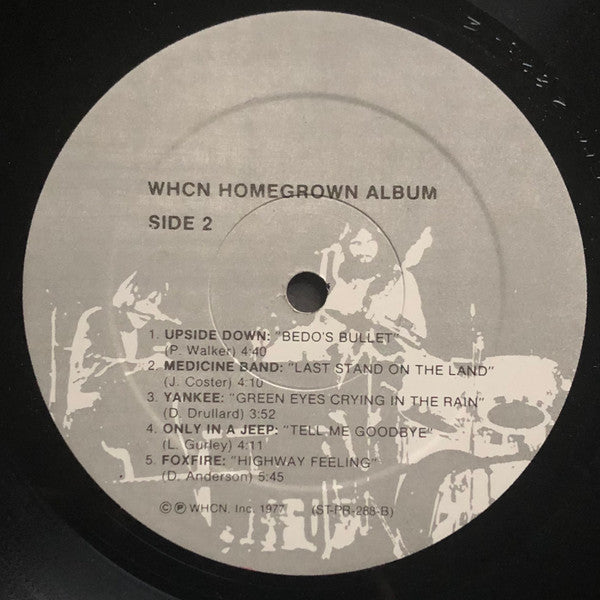 WHCN HOMEGROWN ALBUM
SIDE 2
1. UPSIDE DOWN: "BEDO'S BULLET"
(P. Walker) 4:40
2. MEDICINE BAND: "LAST STAND ON THE LAND"
(J. Coster) 4:10
3. YANKEE: "GREEN EYES CRYING IN THE RAIN"
(D. Drullard) 3:52
4. ONLY IN A JEEP: "TELL ME GOODBYE"
(L. Gurley) 4:11
5. FOXFIRE: "HIGHWAY FEELING"
(D. Anderson) 5:45
© ℗ WHCN, Inc. 1977 (ST-PR-288-B)